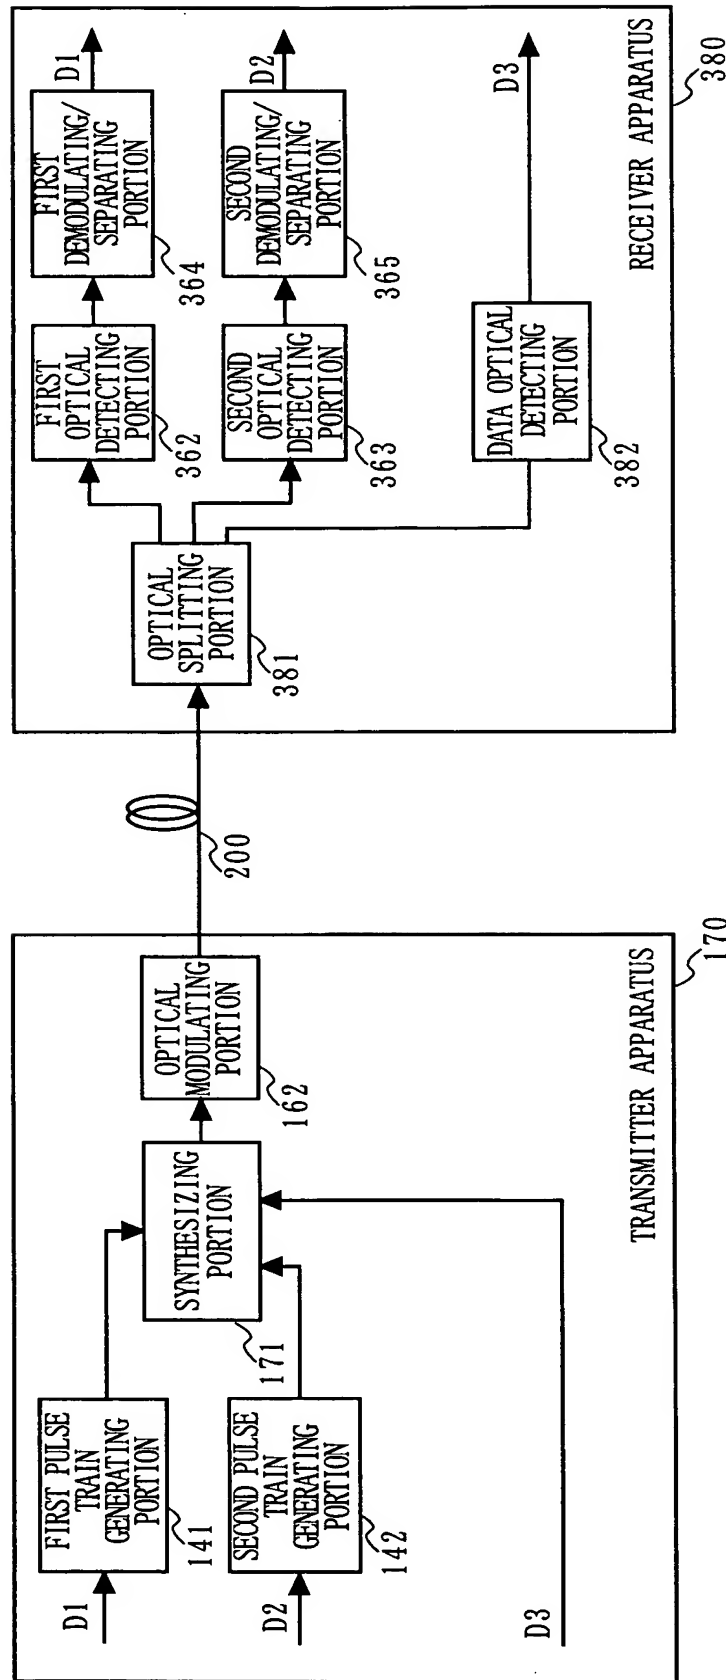 D1
FIRST PULSE
TRAIN
GENERATING
PORTION
141
D2
SECOND PULSE
TRAIN
GENERATING
PORTION
142
D3
SYNTHESIZING
PORTION
171
OPTICAL
MODULATING
PORTION
162
TRANSMITTER APPARATUS
170
200
OPTICAL
SPLITTING
PORTION
381
FIRST
OPTICAL
DETECTING
PORTION
362
SECOND
OPTICAL
DETECTING
PORTION
363
DATA OPTICAL
DETECTING
PORTION
382
FIRST
DEMODULATING/
SEPARATING
PORTION
364
SECOND
DEMODULATING/
SEPARATING
PORTION
365
D1
D2
D3
RECEIVER APPARATUS
380